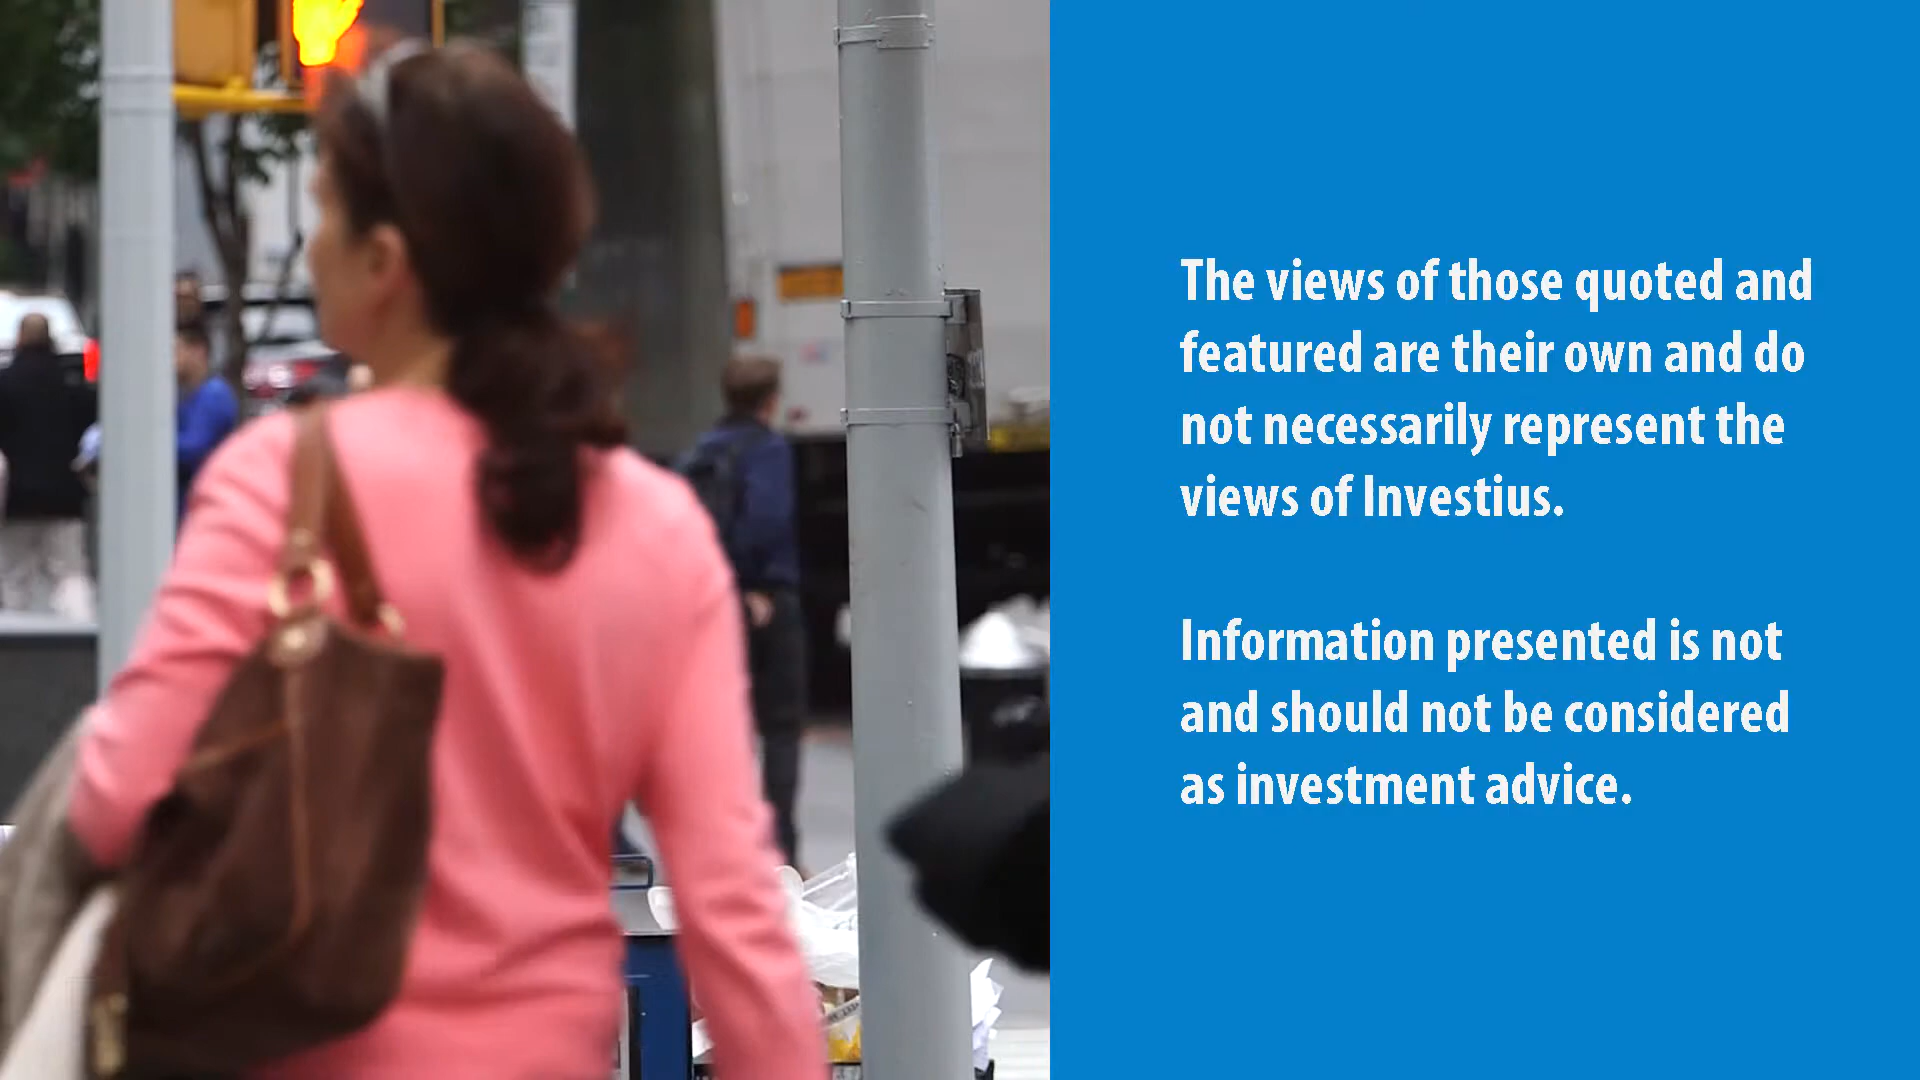 The views of those quoted and
featured are their own and do
not necessarily represent the
views of Investius.
Information presented is not
and should not be considered
as investment advice.